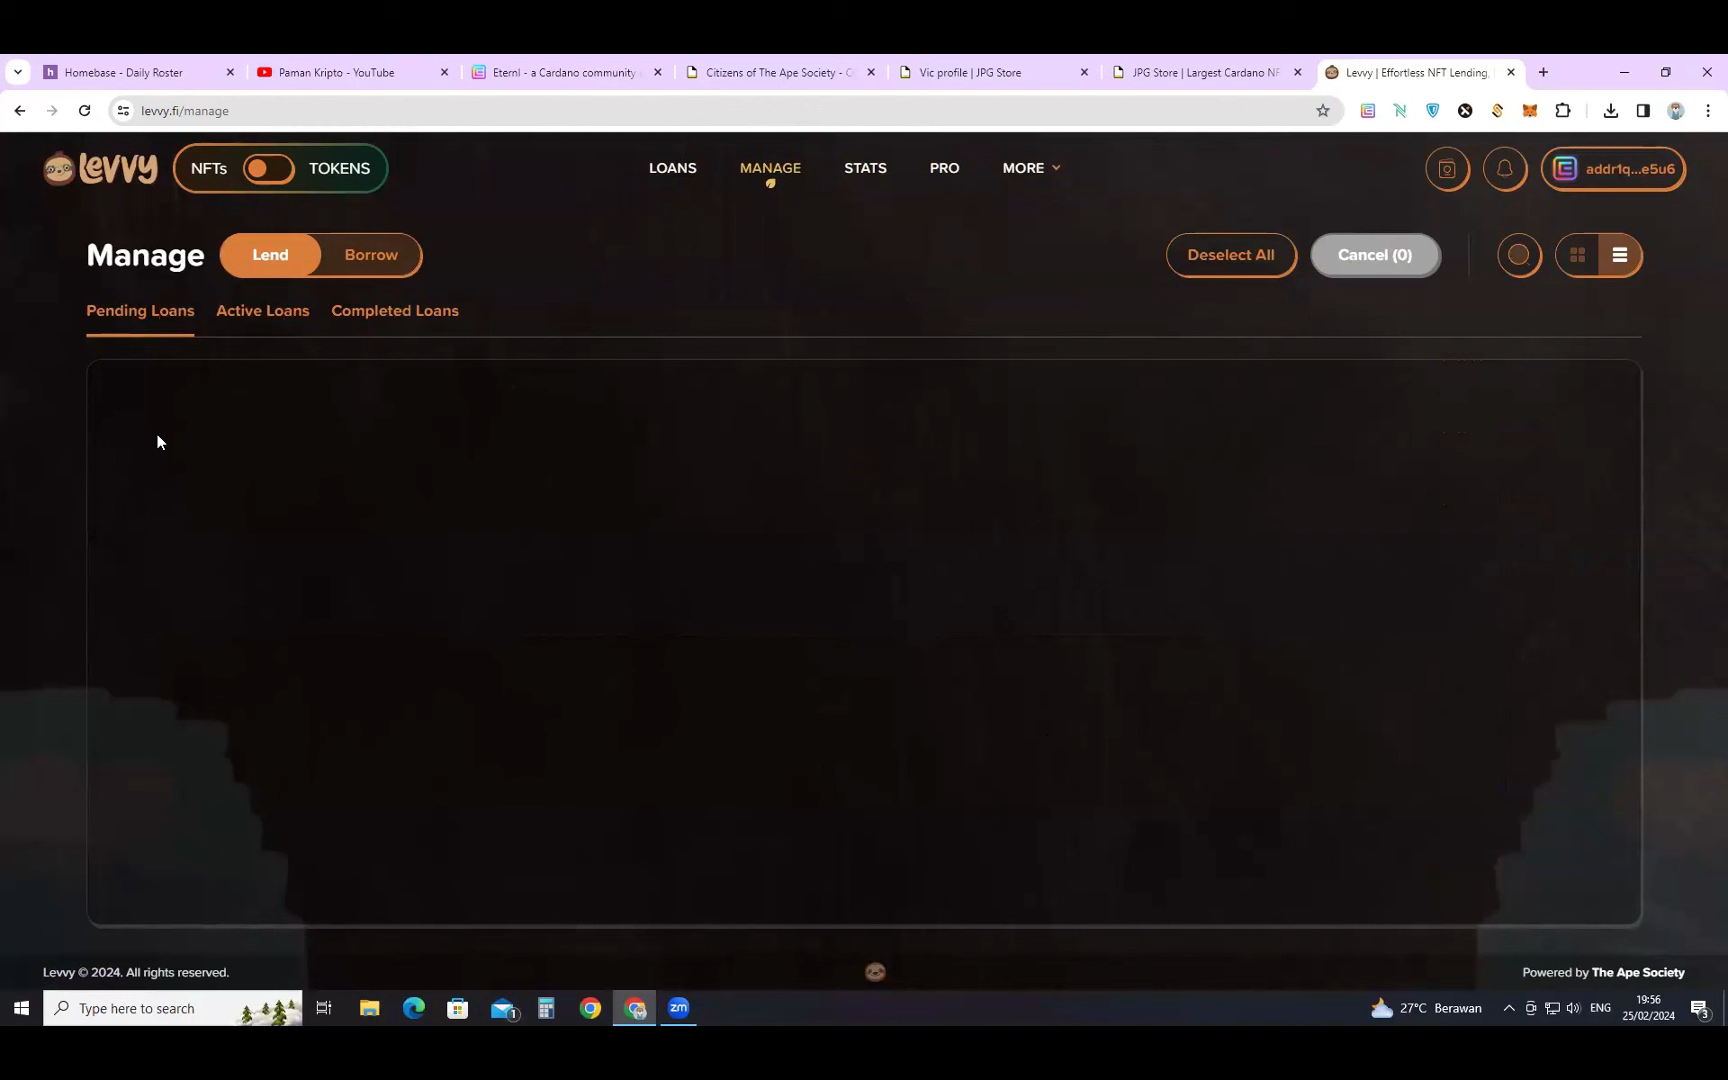 Homebase - Daily Roster
Paman Kripto - YouTube
Eternl - a Cardano community
Citizens of The Ape Society - C
Vic profile | JPG Store
JPG Store | Largest Cardano NF
Levvy | Effortless NFT Lending,
levvy.fi/manage
levvy
NFTs
TOKENS
LOANS
MANAGE
STATS
PRO
MORE
addr1q...e5u6
Manage
Lend
Borrow
Deselect All
Cancel (0)
Pending Loans
Active Loans
Completed Loans
Levvy © 2024. All rights reserved.
Powered by The Ape Society
Type here to search
1
zm
27°C Berawan
ENG
19:56
25/02/2024
3